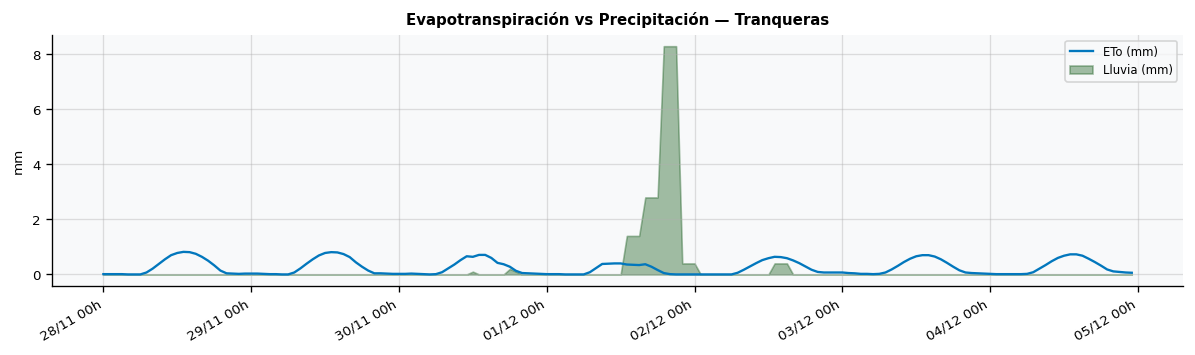 Evapotranspiración vs Precipitación — Tranqueras
ETo (mm)
Lluvia (mm)
mm
8
6
4
2
0
28/11 00h
29/11 00h
30/11 00h
01/12 00h
02/12 00h
03/12 00h
04/12 00h
05/12 00h